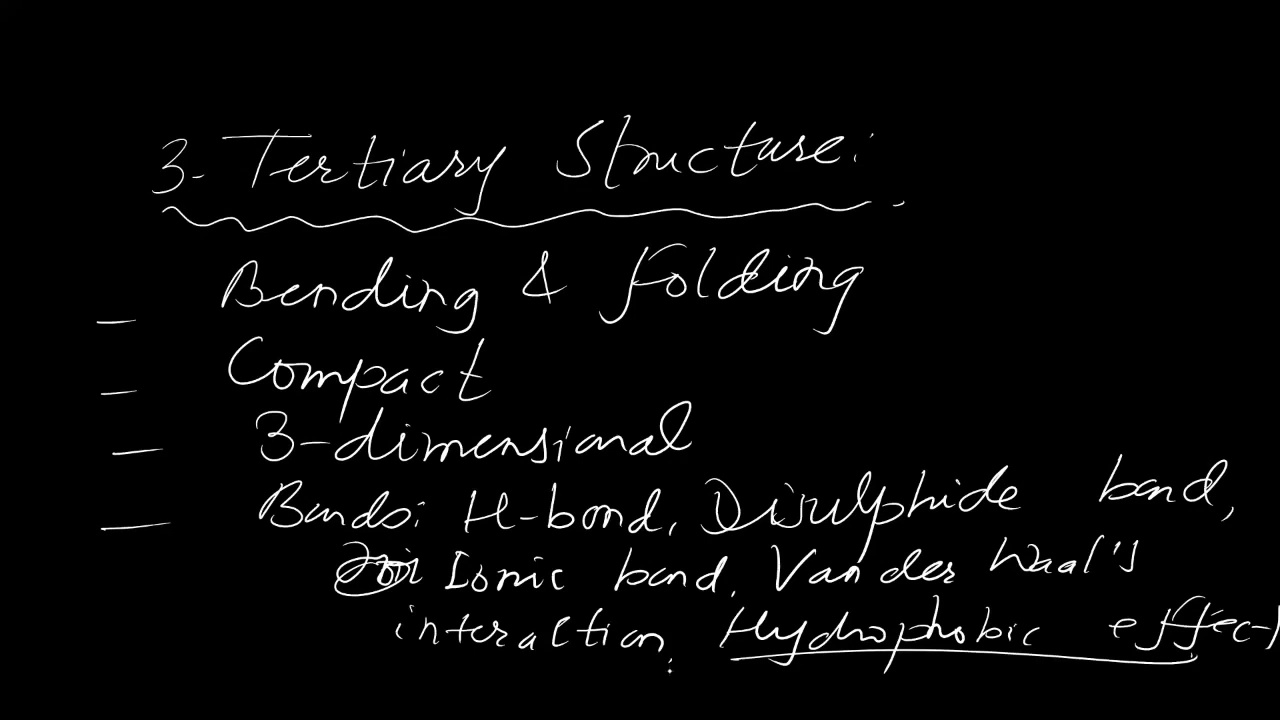 3- Tertiary Structure:
- Bending & Folding
- Compact
- 3-dimensional
- Bonds: H-bond, Disulphide bond,
Ionic bond, Van der Waal's
interaction, Hydrophobic effect